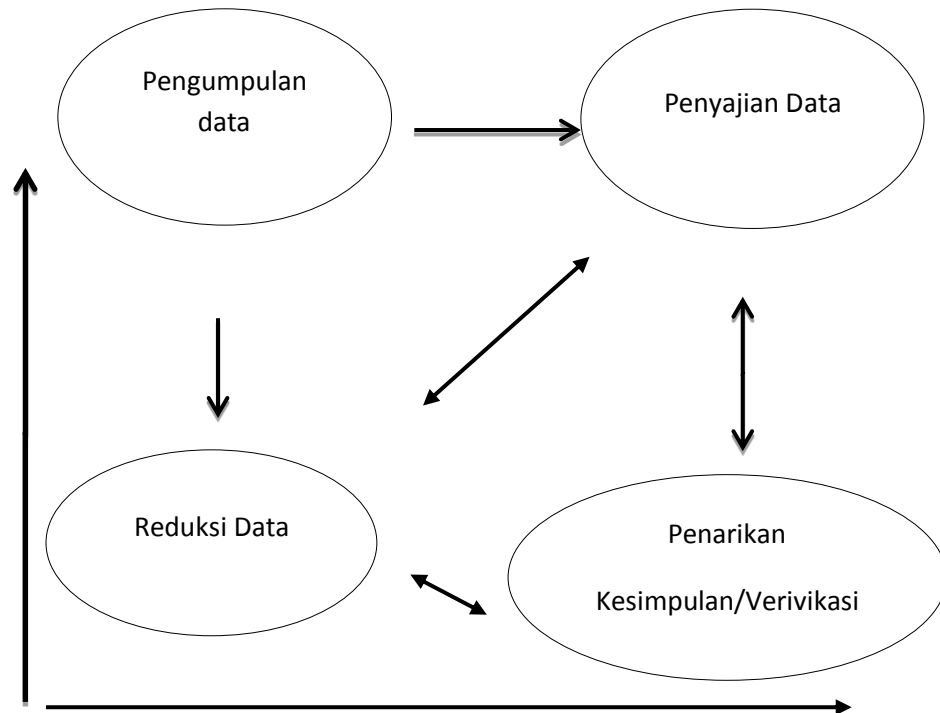 Pengumpulan
data
Penyajian Data
Reduksi Data
Penarikan
Kesimpulan/Verivikasi